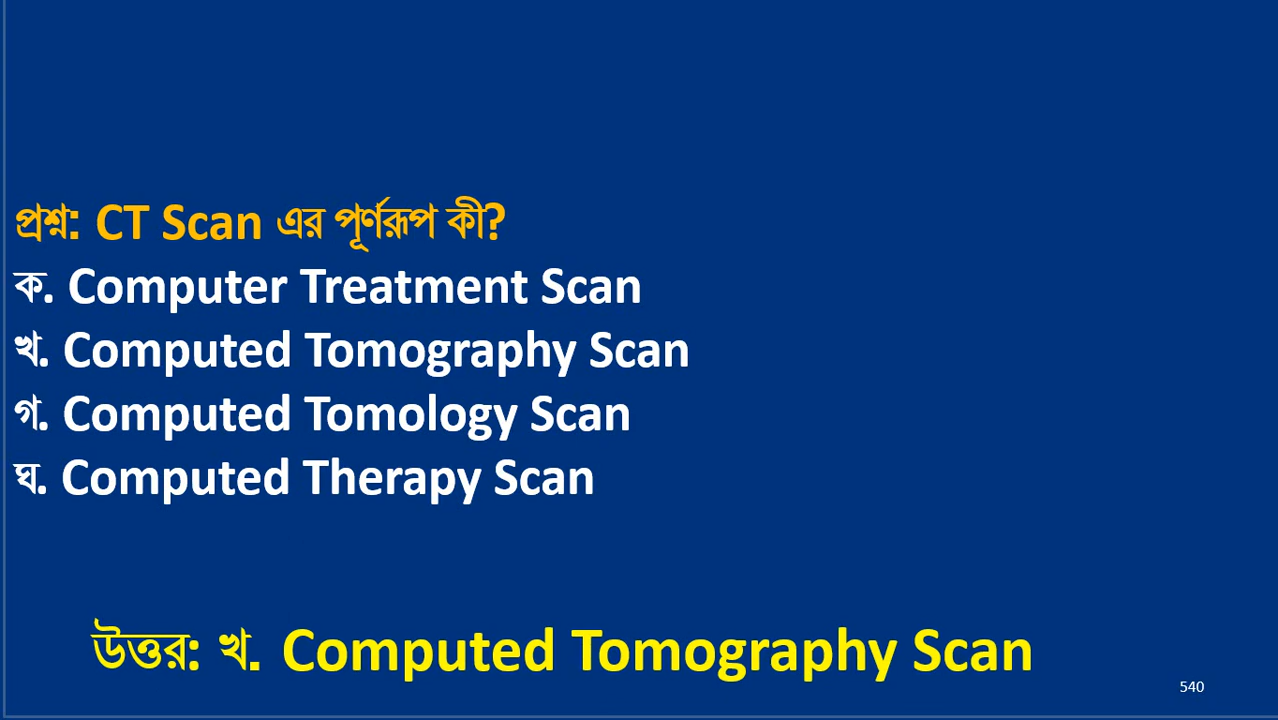 প্রশ্ন: CT Scan এর পূর্ণরূপ কী?
ক. Computer Treatment Scan
খ. Computed Tomography Scan
গ. Computed Tomology Scan
ঘ. Computed Therapy Scan
উত্তর: খ. Computed Tomography Scan
540